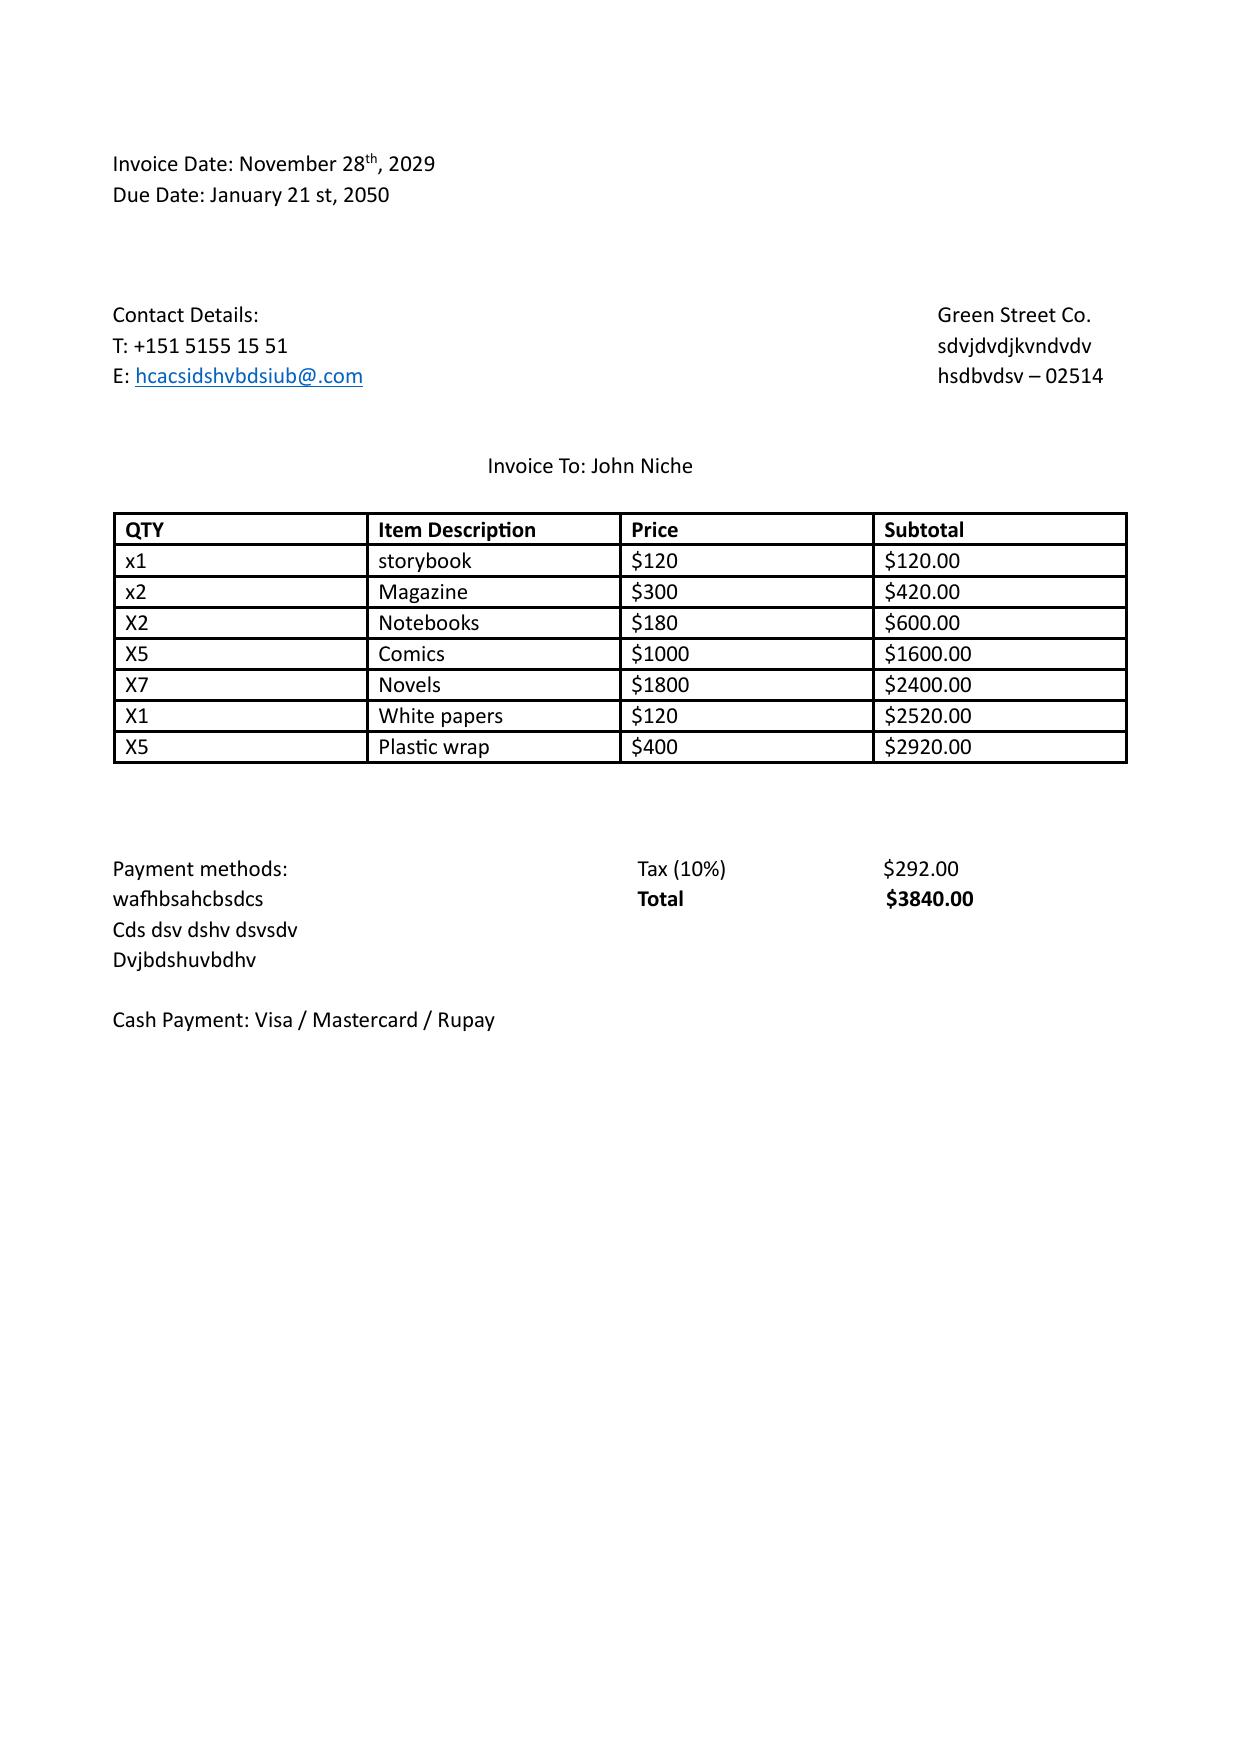 Invoice Date: November 28th, 2029
Due Date: January 21 st, 2050
Contact Details:
T: +151 5155 15 51
E: hcacsidshvbdsiub@.com
Green Street Co.
sdvjdvdjkvndvdv
hsdbvdsv – 02514
Invoice To: John Niche
QTY Item Description Price Subtotal
x1 storybook $120 $120.00
x2 Magazine $300 $420.00
X2 Notebooks $180 $600.00
X5 Comics $1000 $1600.00
X7 Novels $1800 $2400.00
X1 White papers $120 $2520.00
X5 Plastic wrap $400 $2920.00
Payment methods:
wafhbsahcbsdcs
Cds dsv dshv dsvsdv
Dvjbdshuvbdhv
Tax (10%) $292.00
Total $3840.00
Cash Payment: Visa / Mastercard / Rupay